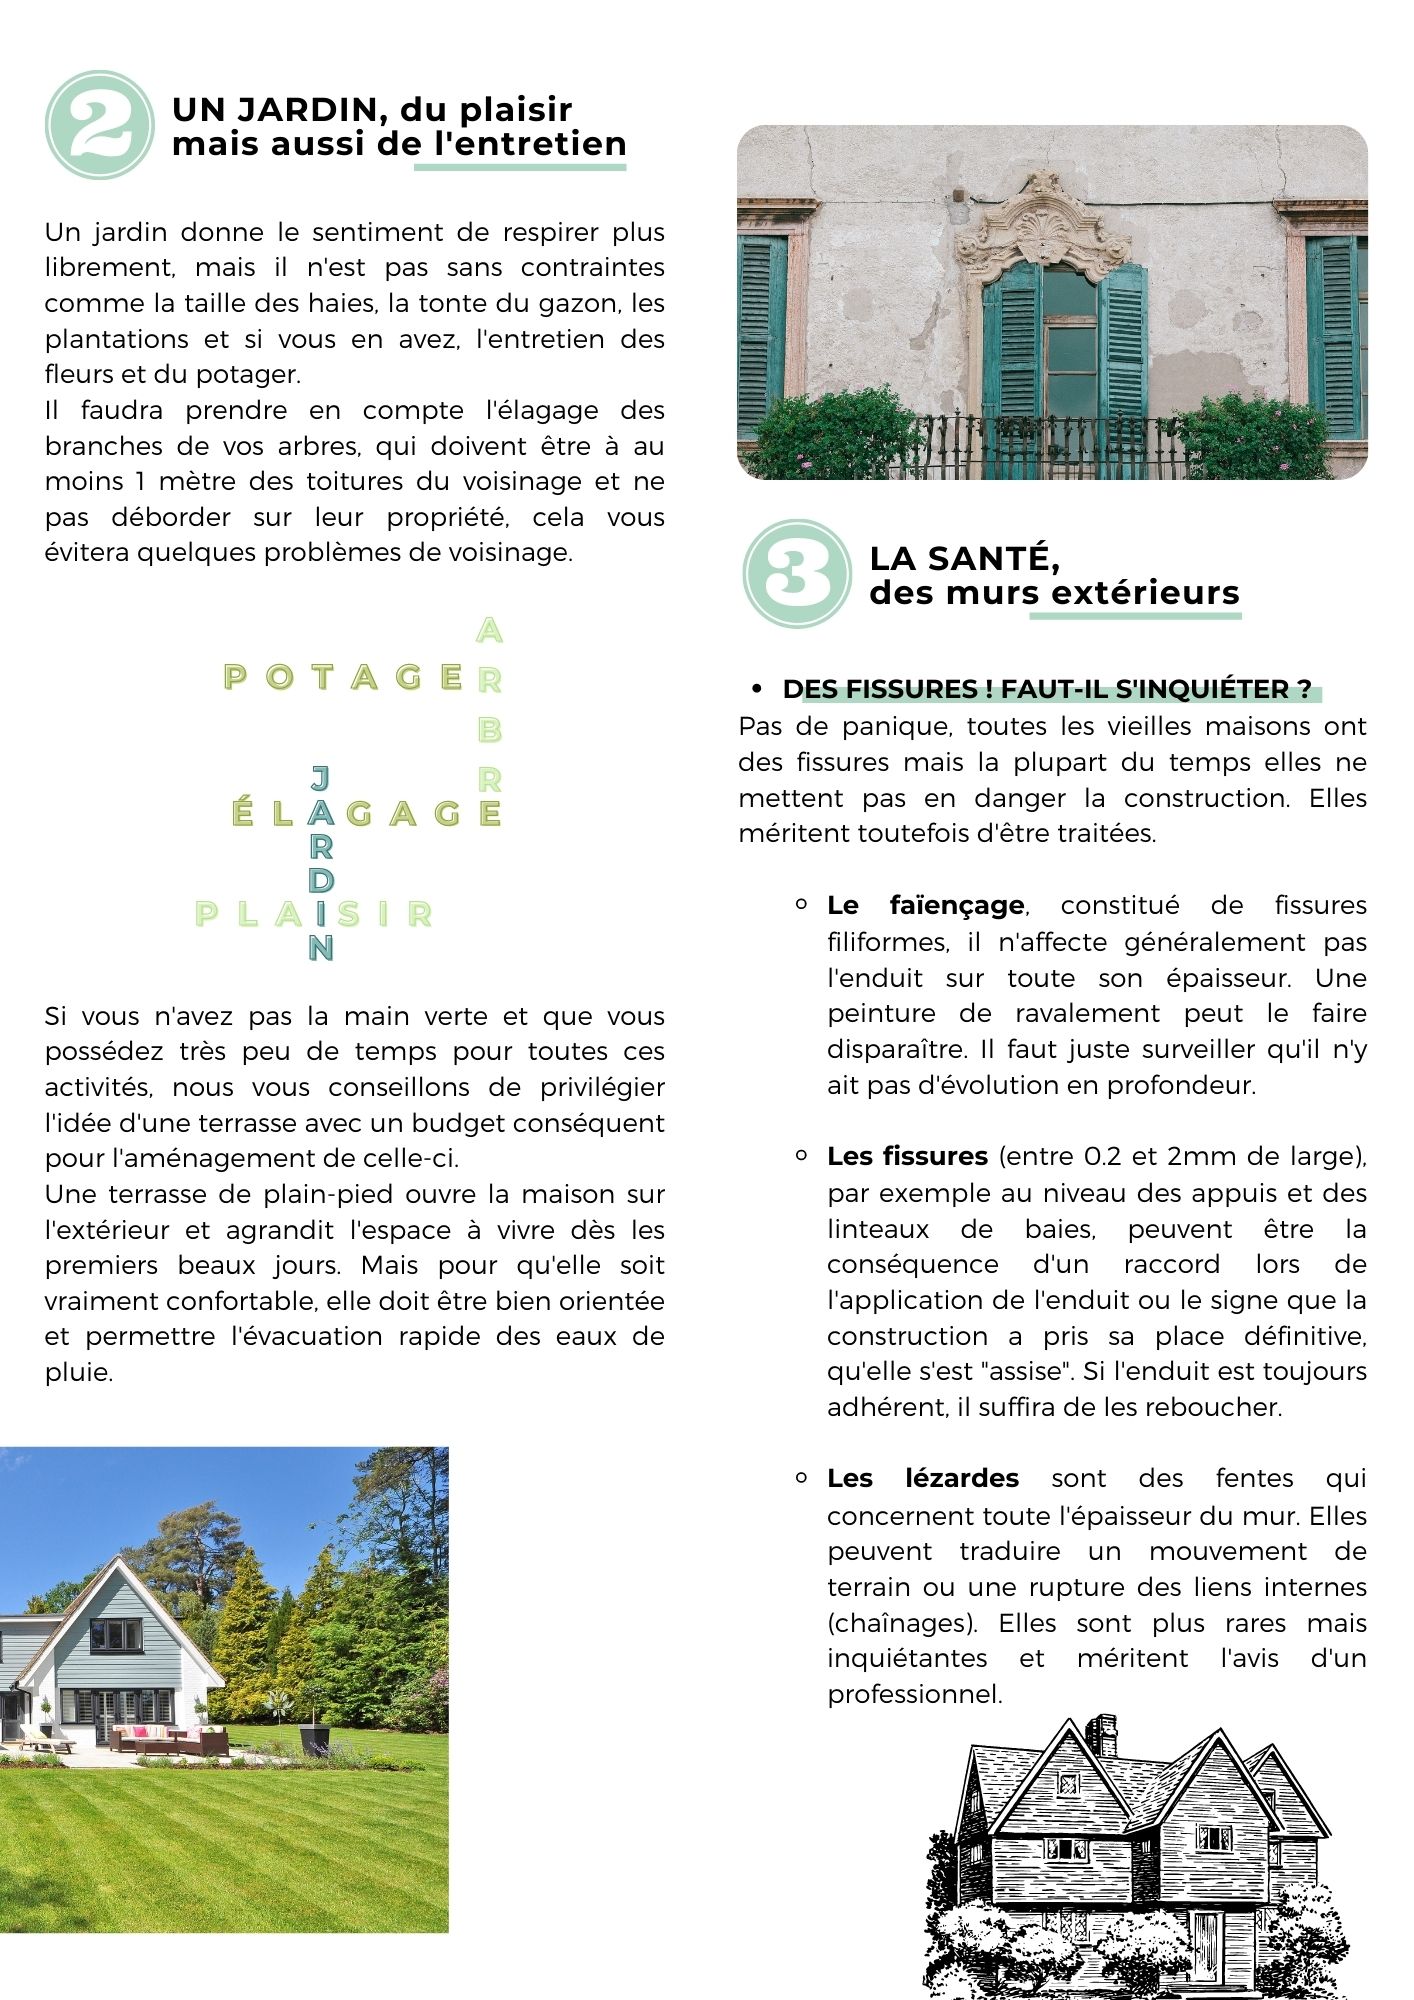 2
UN JARDIN, du plaisir
mais aussi de l'entretien
Un jardin donne le sentiment de respirer plus
librement, mais il n'est pas sans contraintes
comme la taille des haies, la tonte du gazon, les
plantations et si vous en avez, l'entretien des
fleurs et du potager.
Il faudra prendre en compte l'élagage des
branches de vos arbres, qui doivent être à au
moins 1 mètre des toitures du voisinage et ne
pas déborder sur leur propriété, cela vous
évitera quelques problèmes de voisinage.
ARBRE
POTAGER
JARDIN
ÉLAGAGE
PLAISIR
Si vous n'avez pas la main verte et que vous
possédez très peu de temps pour toutes ces
activités, nous vous conseillons de privilégier
l'idée d'une terrasse avec un budget conséquent
pour l'aménagement de celle-ci.
Une terrasse de plain-pied ouvre la maison sur
l'extérieur et agrandit l'espace à vivre dès les
premiers beaux jours. Mais pour qu'elle soit
vraiment confortable, elle doit être bien orientée
et permettre l'évacuation rapide des eaux de
pluie.
3
LA SANTÉ,
des murs extérieurs
• DES FISSURES ! FAUT-IL S'INQUIÉTER ?
Pas de panique, toutes les vieilles maisons ont
des fissures mais la plupart du temps elles ne
mettent pas en danger la construction. Elles
méritent toutefois d'être traitées.
◦ Le faïençage, constitué de fissures
filiformes, il n'affecte généralement pas
l'enduit sur toute son épaisseur. Une
peinture de ravalement peut le faire
disparaître. Il faut juste surveiller qu'il n'y
ait pas d'évolution en profondeur.
◦ Les fissures (entre 0.2 et 2mm de large),
par exemple au niveau des appuis et des
linteaux de baies, peuvent être la
conséquence d'un raccord lors de
l'application de l'enduit ou le signe que la
construction a pris sa place définitive,
qu'elle s'est "assise". Si l'enduit est toujours
adhérent, il suffira de les reboucher.
◦ Les lézardes sont des fentes qui
concernent toute l'épaisseur du mur. Elles
peuvent traduire un mouvement de
terrain ou une rupture des liens internes
(chaînages). Elles sont plus rares mais
inquiétantes et méritent l'avis d'un
professionnel.